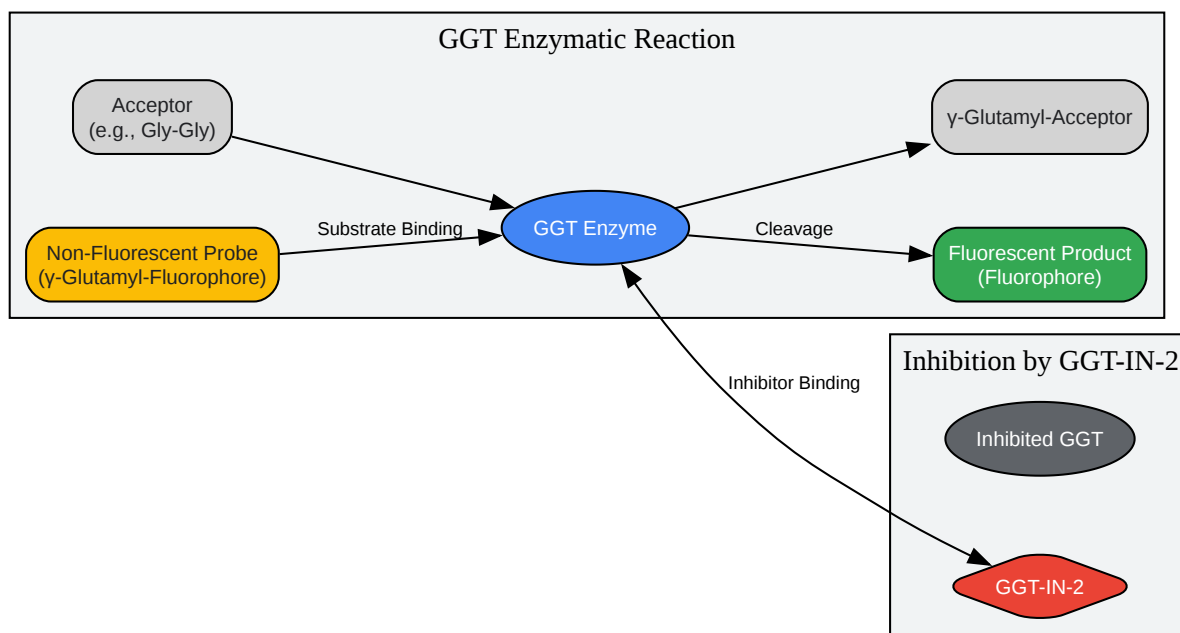 GGT Enzymatic Reaction
Acceptor
(e.g., Gly-Gly)
γ-Glutamyl-Acceptor
Non-Fluorescent Probe
(γ-Glutamyl-Fluorophore)
Substrate Binding
GGT Enzyme
Cleavage
Fluorescent Product
(Fluorophore)
Inhibitor Binding
Inhibition by GGT-IN-2
Inhibited GGT
GGT-IN-2